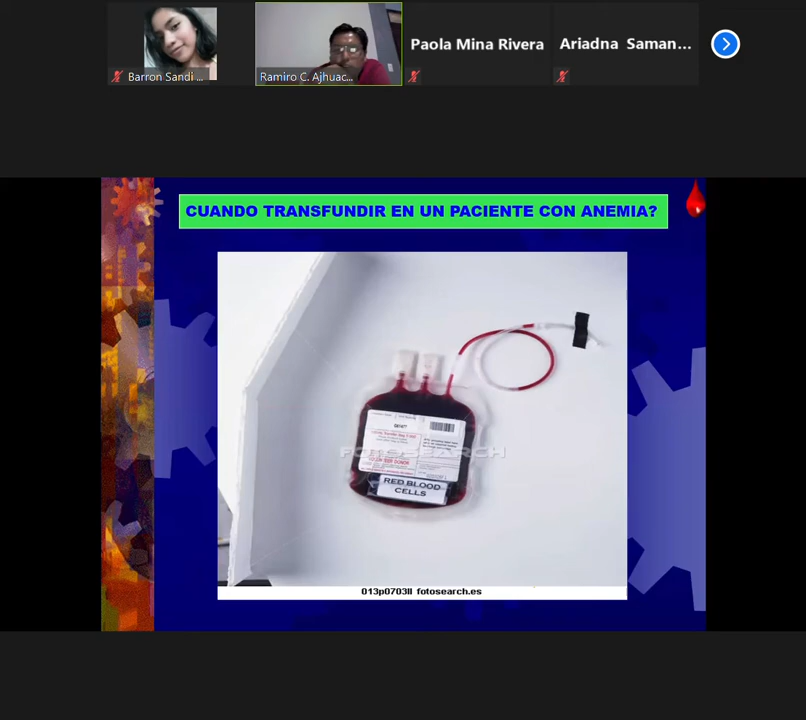 Barron Sandi ...
Ramiro C. Ajhuac...
Paola Mina Rivera
Ariadna Saman...
CUANDO TRANSFUNDIR EN UN PACIENTE CON ANEMIA?
FOTOSEARCH
RED BLOOD
CELLS
013p0703ll fotosearch.es